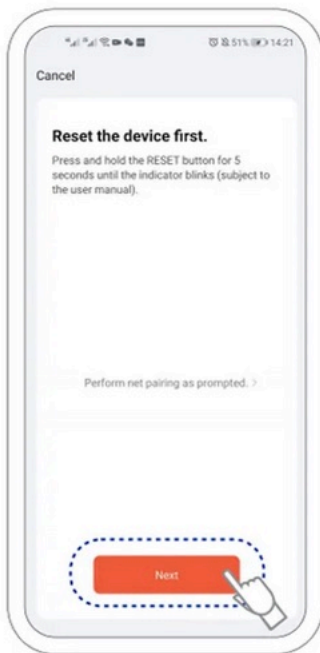 51% 14:21
Cancel
Reset the device first.
Press and hold the RESET button for 5
seconds until the indicator blinks (subject to
the user manual).
Perform net pairing as prompted. >
Next